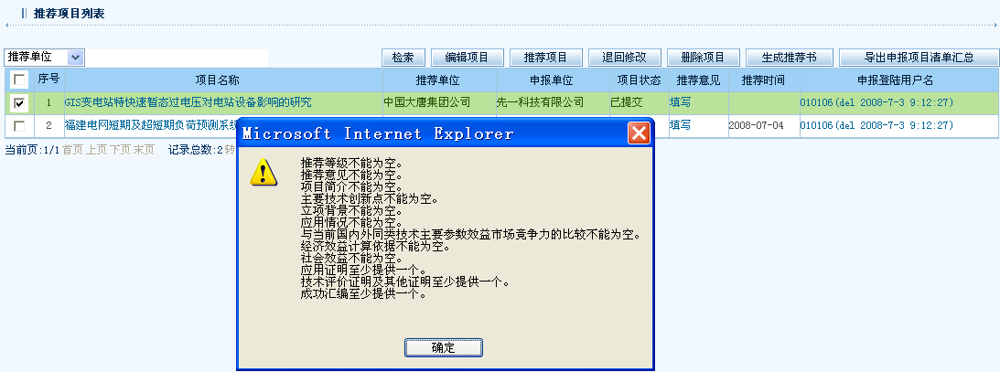 推荐项目列表
推荐单位 检索 编辑项目 推荐项目 退回修改 删除项目 生成推荐书 导出申报项目清单汇总
序号 项目名称 推荐单位 申报单位 项目状态 推荐意见 推荐时间 申报登陆用户名
1 GIS变电站特快速暂态过电压对电站设备影响的研究 中国大唐集团公司 先一科技有限公司 已提交 填写 010106(del 2008-7-3 9:12:27)
2 福建电网短期及超短期负荷预测系统 填写 2008-07-04 010106(del 2008-7-3 9:12:27)
当前页:1/1 首页 上页 下页 末页 记录总数:2 转
Microsoft Internet Explorer
推荐等级不能为空。
推荐意见不能为空。
项目简介不能为空。
主要技术创新点不能为空。
立项背景不能为空。
应用情况不能为空。
与当前国内外同类技术主要参数效益市场竞争力的比较不能为空。
经济效益计算依据不能为空。
社会效益不能为空。
应用证明至少提供一个。
技术评价证明及其他证明至少提供一个。
成功汇编至少提供一个。
确定